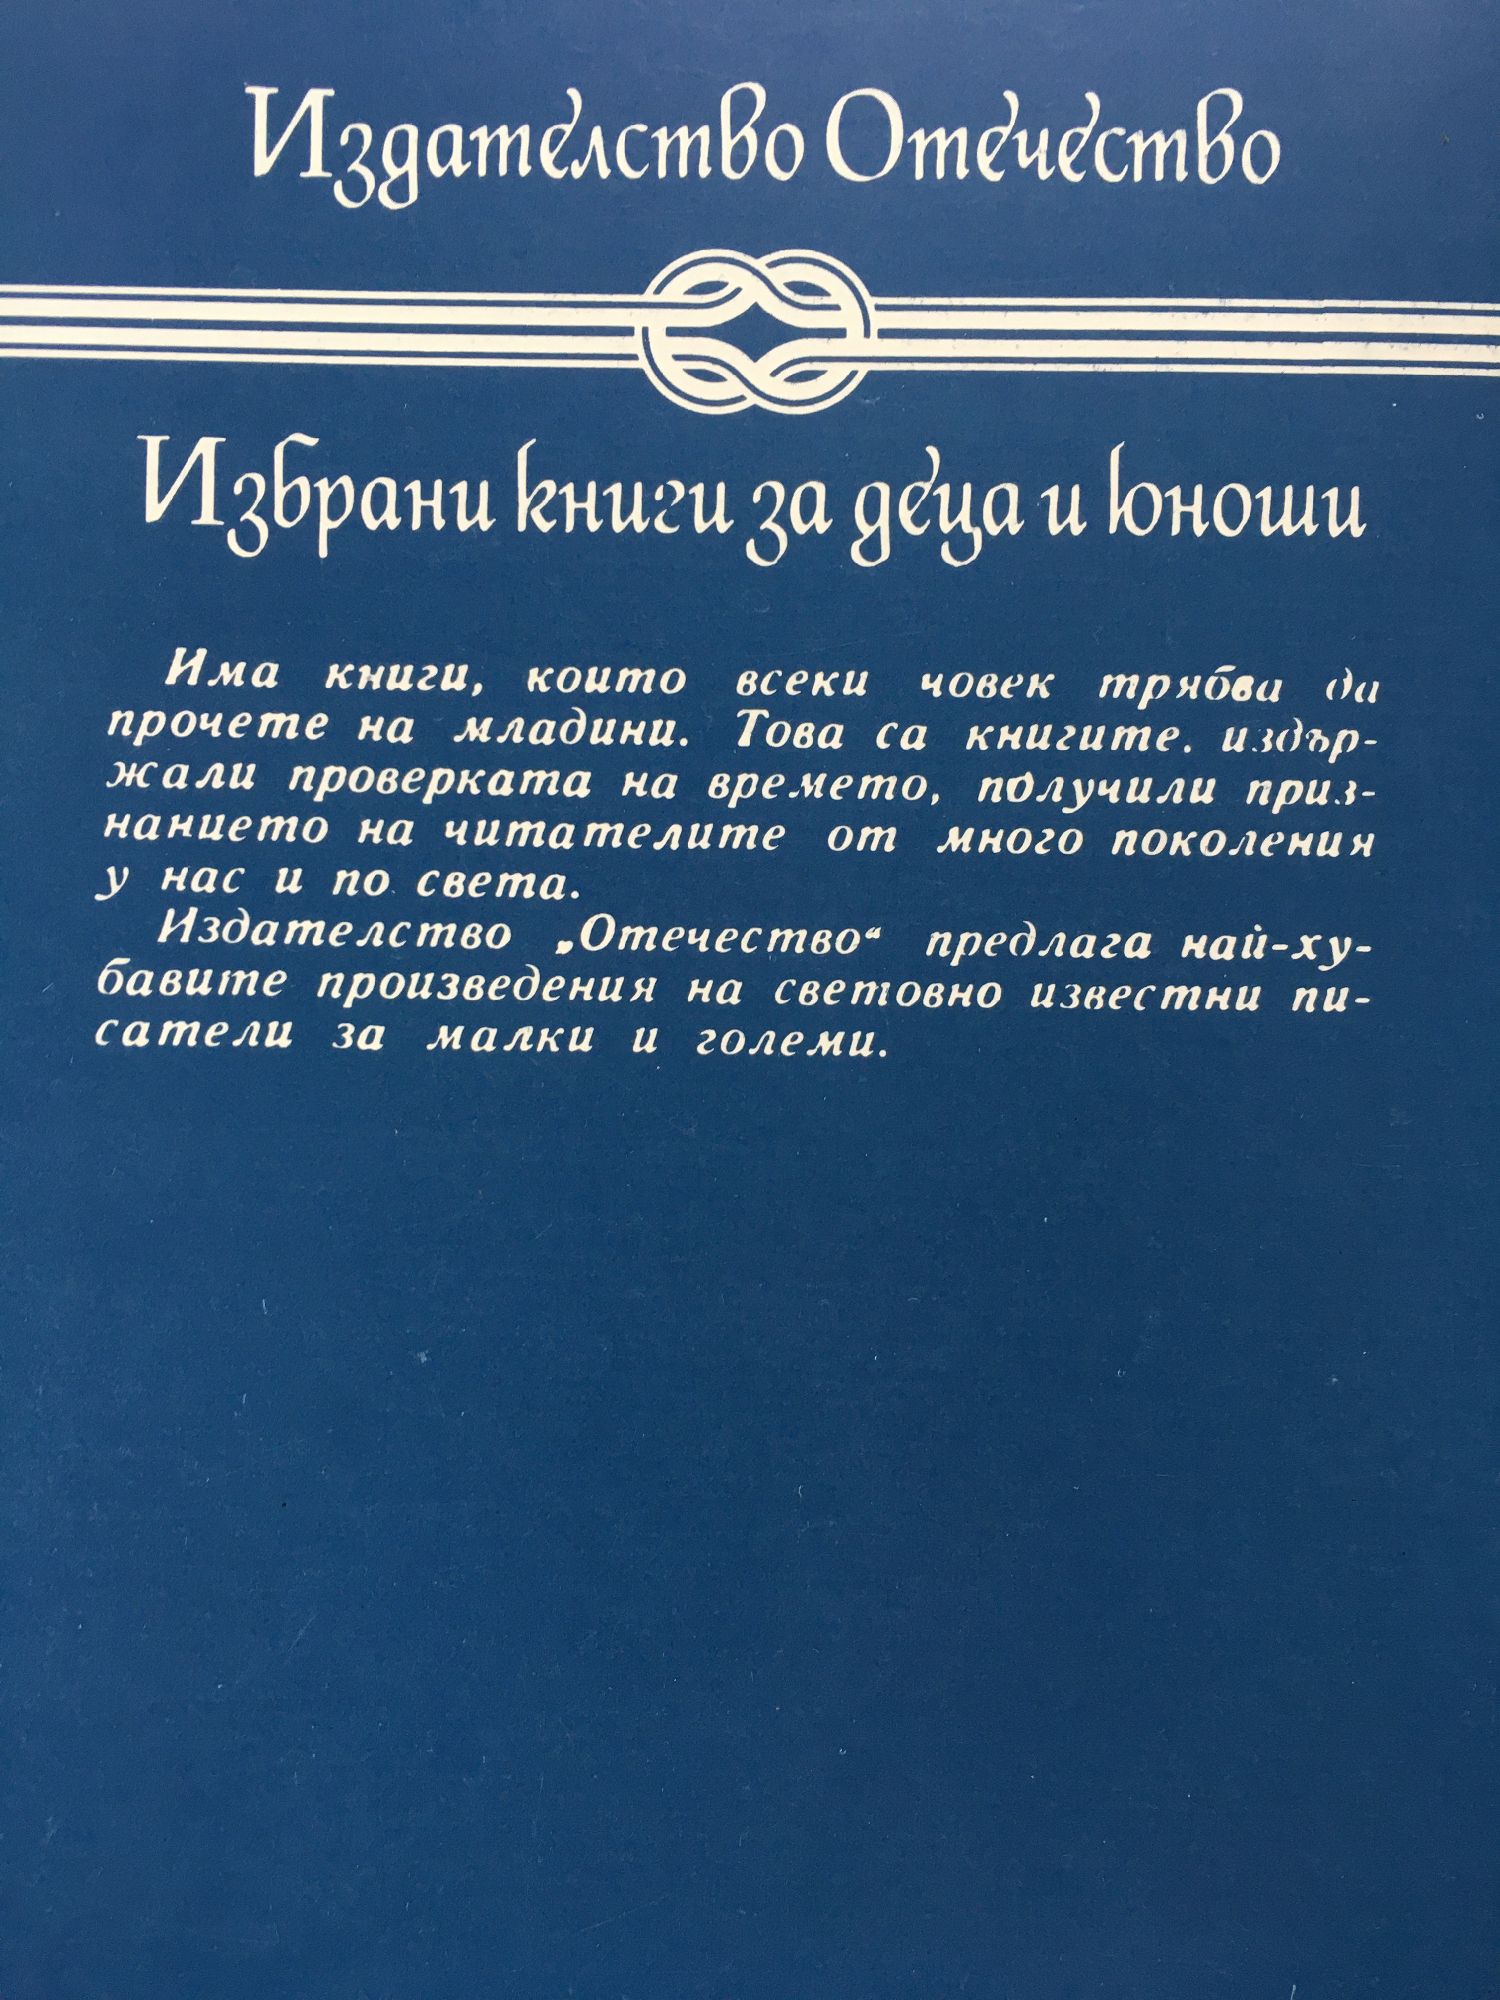 Издателство Отечество
Избрани книги за деца и юноши
Има книги, които всеки човек трябва да
прочете на младини. Това са книгите. издър-
жали проверката на времето, получили приз-
нанието на читателите от много поколения
у нас и по света.
Издателство „Отечество“ предлага най-ху-
бавите произведения на световно известни пи-
сатели за малки и големи.